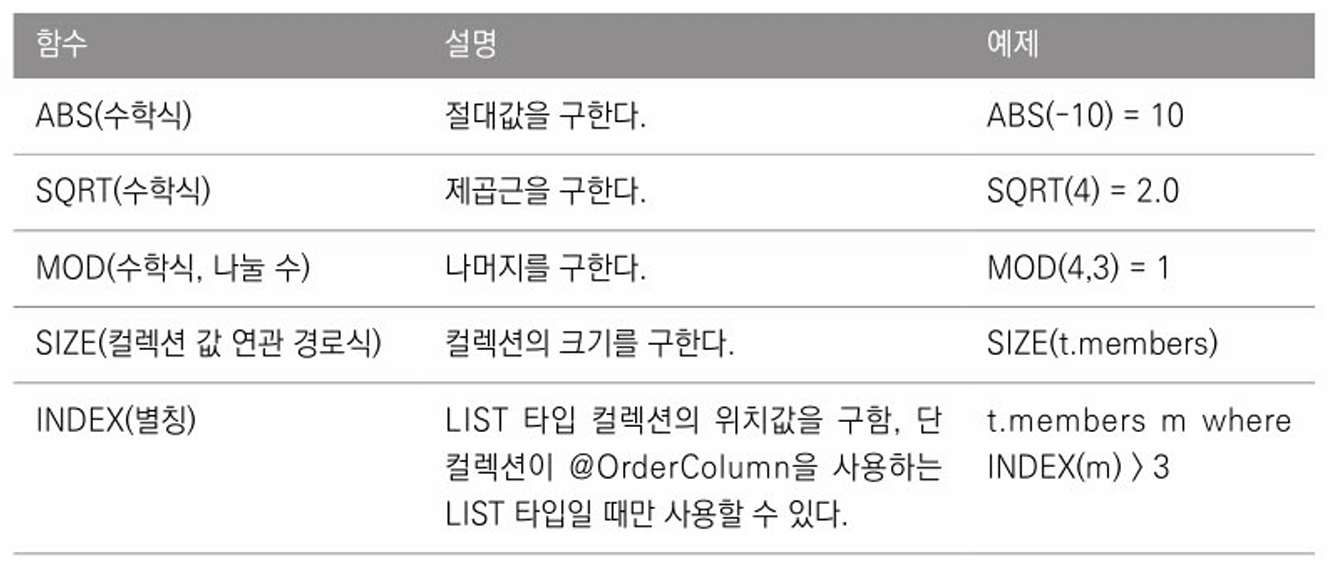 함수 설명 예제
ABS(수학식) 절대값을 구한다. ABS(-10) = 10
SQRT(수학식) 제곱근을 구한다. SQRT(4) = 2.0
MOD(수학식, 나눌 수) 나머지를 구한다. MOD(4,3) = 1
SIZE(컬렉션 값 연관 경로식) 컬렉션의 크기를 구한다. SIZE(t.members)
INDEX(별칭) LIST 타입 컬렉션의 위치값을 구함, 단 t.members m where
컬렉션이 @OrderColumn을 사용하는 INDEX(m) > 3
LIST 타입일 때만 사용할 수 있다.